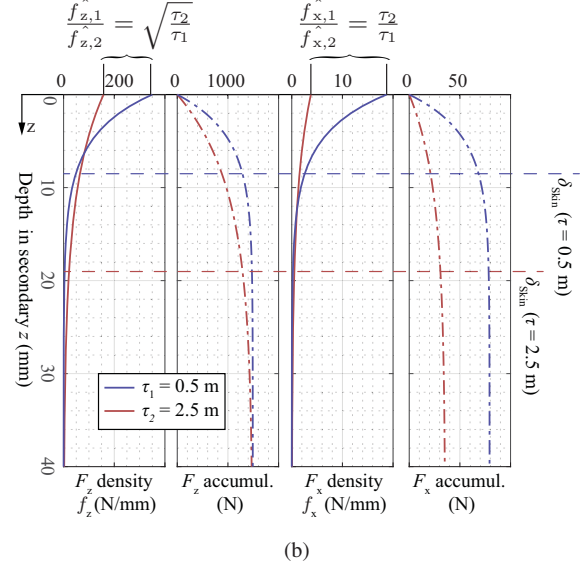 f̂z,1 / f̂z,2 = √(τ2 / τ1)
f̂x,1 / f̂x,2 = τ2 / τ1
0 200 0 1000 0 10 0 50
0
z
10
20
30
40
Depth in secondary z (mm)
δSkin (τ = 0.5 m)
δSkin (τ = 2.5 m)
τ1 = 0.5 m
τ2 = 2.5 m
Fz density
fz (N/mm)
Fz accumul.
(N)
Fx density
fx (N/mm)
Fx accumul.
(N)
(b)